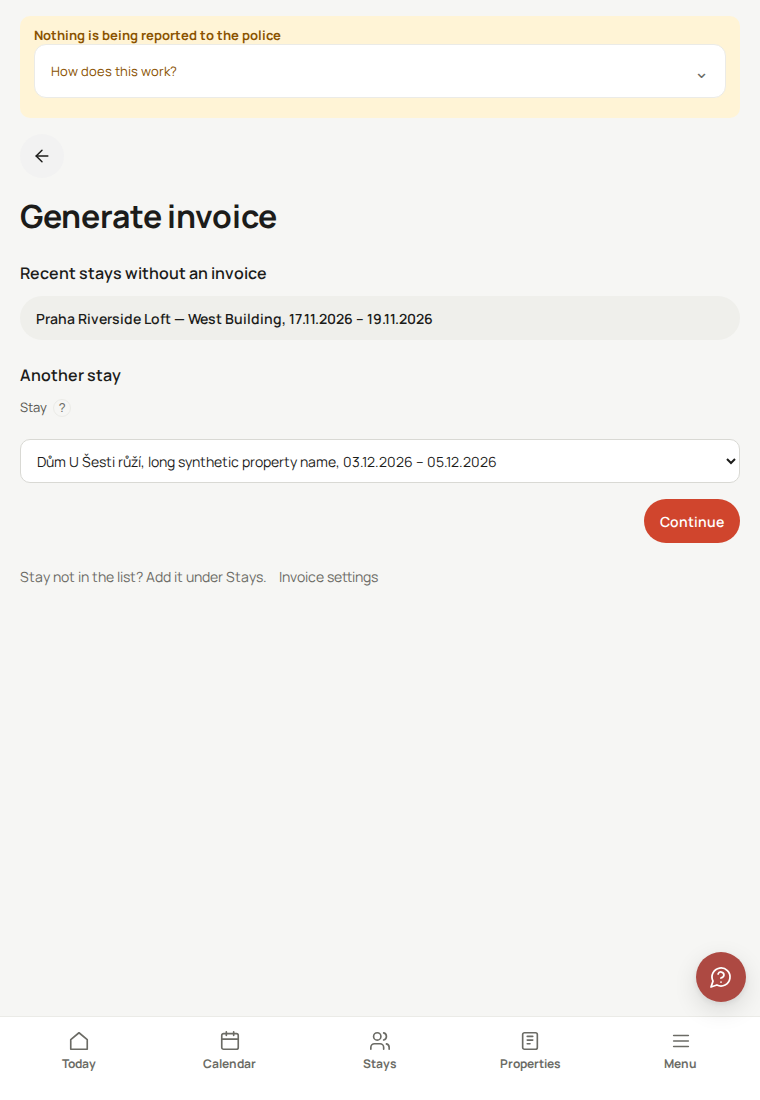 Nothing is being reported to the police
How does this work?
Generate invoice
Recent stays without an invoice
Praha Riverside Loft — West Building, 17.11.2026 – 19.11.2026
Another stay
Stay ?
Dům U Šesti růží, long synthetic property name, 03.12.2026 – 05.12.2026
Continue
Stay not in the list? Add it under Stays. Invoice settings
Today Calendar Stays Properties Menu